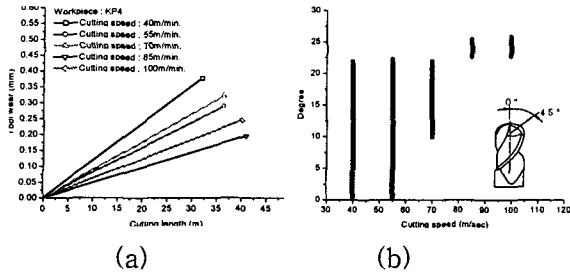 Workpiece : KP4
Cutting speed : 40m/min.
Cutting speed : 55m/min.
Cutting speed : 70m/min.
Cutting speed : 85m/min.
Cutting speed : 100m/min.
Tool wear (mm)
0.50
0.45
0.40
0.35
0.30
0.25
0.20
0.15
0.10
0.05
0.00
0 5 10 15 20 25 30 35 40 45 50
Cutting length (m)
(a)
Degree
30
25
20
15
10
5
0
30 40 50 60 70 80 90 100 110 120
Cutting speed (m/sec)
0°
45°
(b)